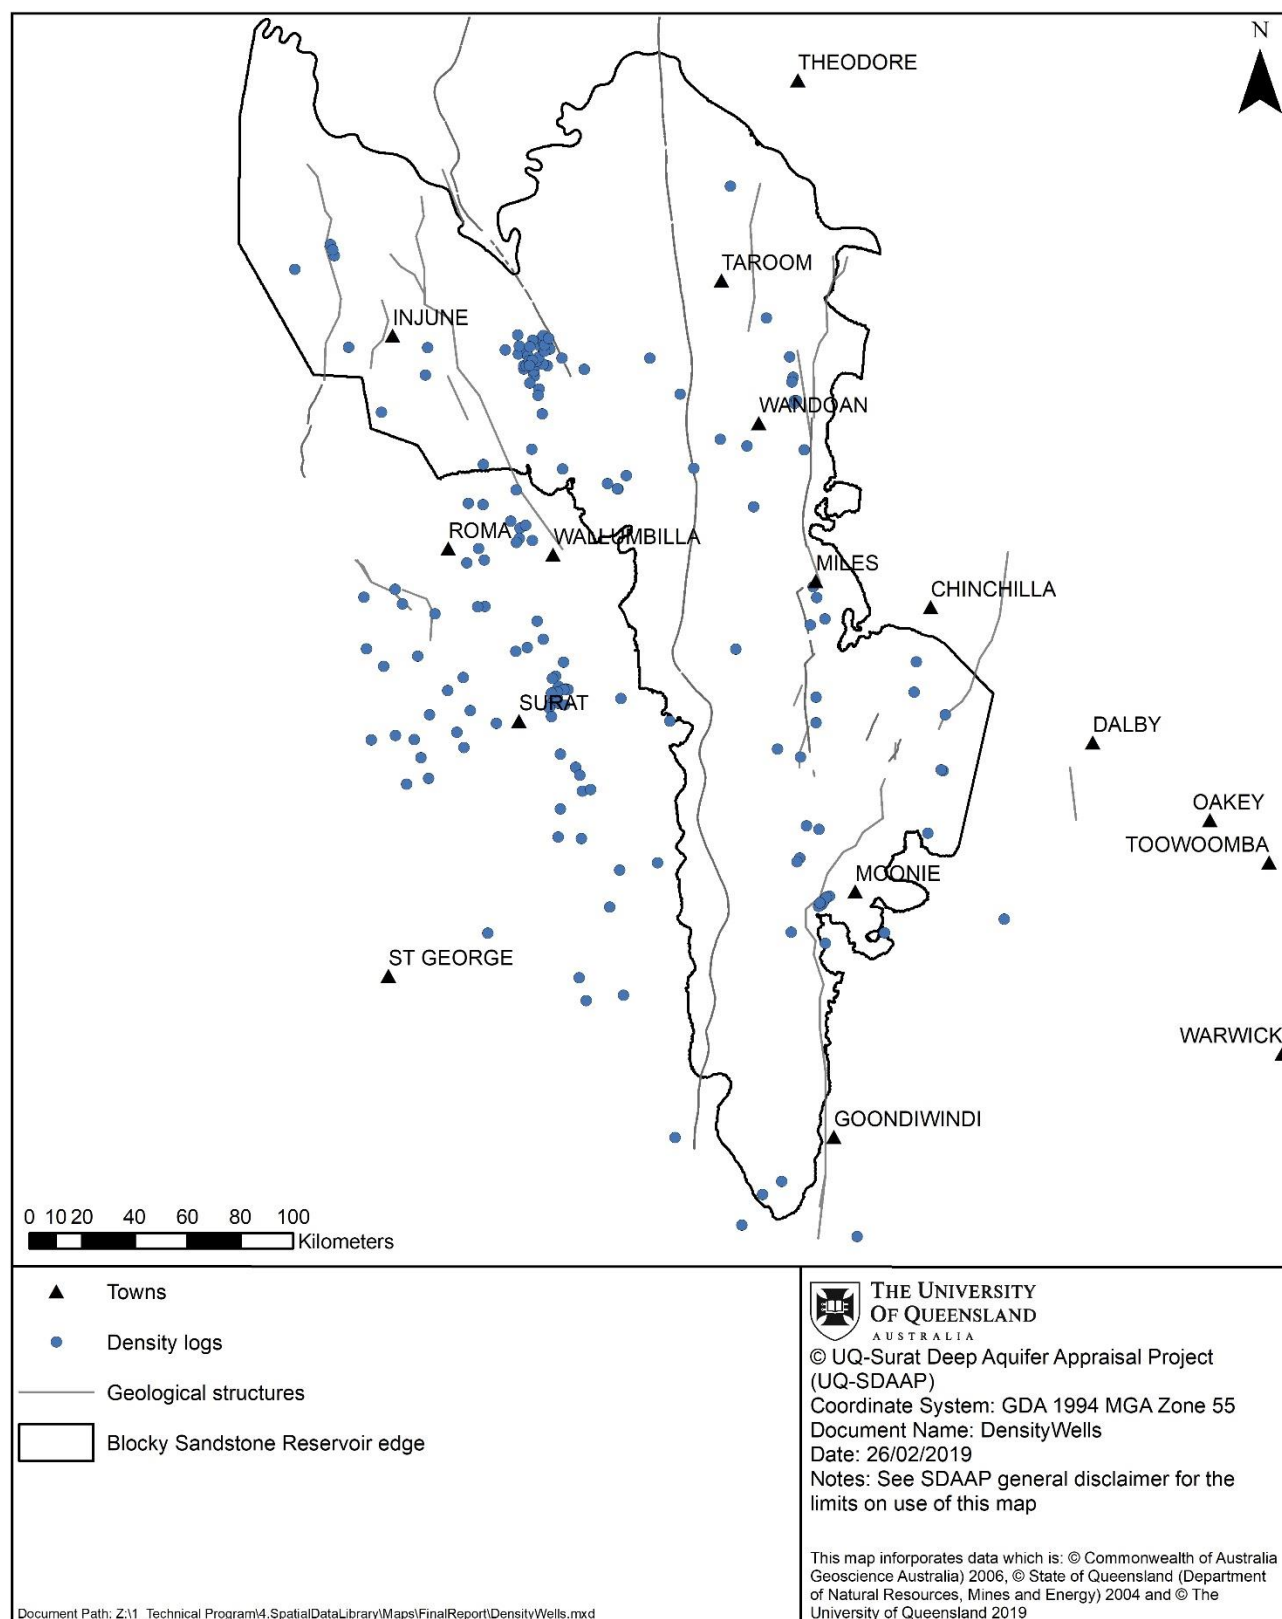 N
THEODORE
TAROOM
INJUNE
WANDOAN
ROMA
WALLUMBILLA
MILES
CHINCHILLA
SURAT
DALBY
OAKEY
TOOWOOMBA
MOONIE
ST GEORGE
WARWICK
GOONDIWINDI
0 10 20 40 60 80 100
Kilometers
Towns
Density logs
Geological structures
Blocky Sandstone Reservoir edge
Document Path: Z:\1_Technical Program\4.SpatialDataLibrary\Maps\FinalReport\DensityWells.mxd
THE UNIVERSITY
OF QUEENSLAND
AUSTRALIA
© UQ-Surat Deep Aquifer Appraisal Project
(UQ-SDAAP)
Coordinate System: GDA 1994 MGA Zone 55
Document Name: DensityWells
Date: 26/02/2019
Notes: See SDAAP general disclaimer for the
limits on use of this map
This map inforporates data which is: © Commonwealth of Australia
Geoscience Australia) 2006, © State of Queensland (Department
of Natural Resources, Mines and Energy) 2004 and © The
University of Queensland 2019